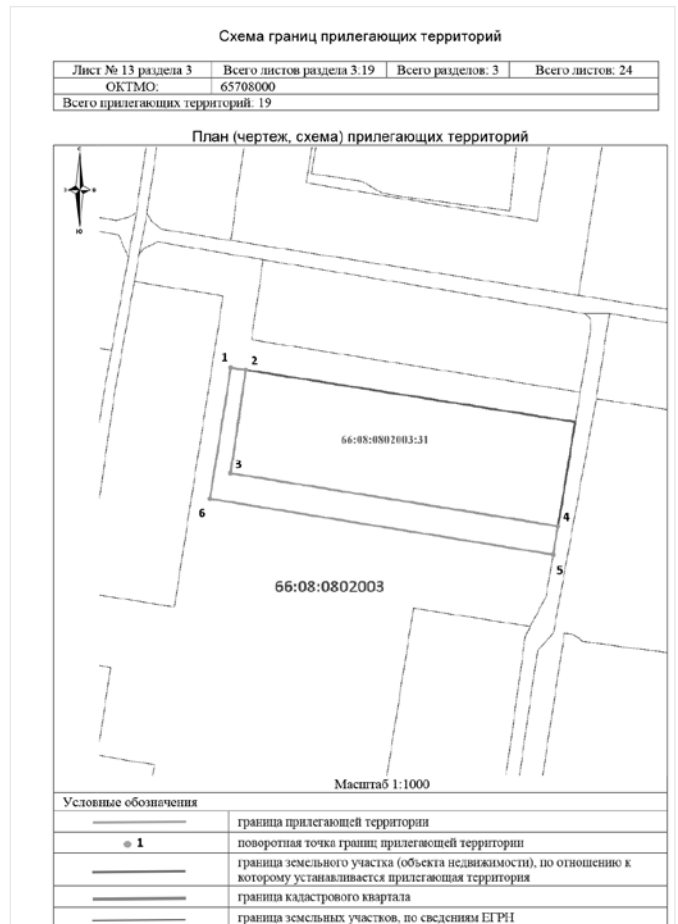 Схема границ прилегающих территорий
Лист № 13 раздела 3 Всего листов раздела 3:19 Всего разделов: 3 Всего листов: 24
ОКТМО: 65708000
Всего прилегающих территорий: 19
План (чертеж, схема) прилегающих территорий
Ю
1 2
66:08:0802003:31
3
6
4
5
66:08:0802003
Масштаб 1:1000
Условные обозначения
граница прилегающей территории
1 поворотная точка границ прилегающей территории
граница земельного участка (объекта недвижимости), по отношению к
которому устанавливается прилегающая территория
граница кадастрового квартала
граница земельных участков, по сведениям ЕГРН